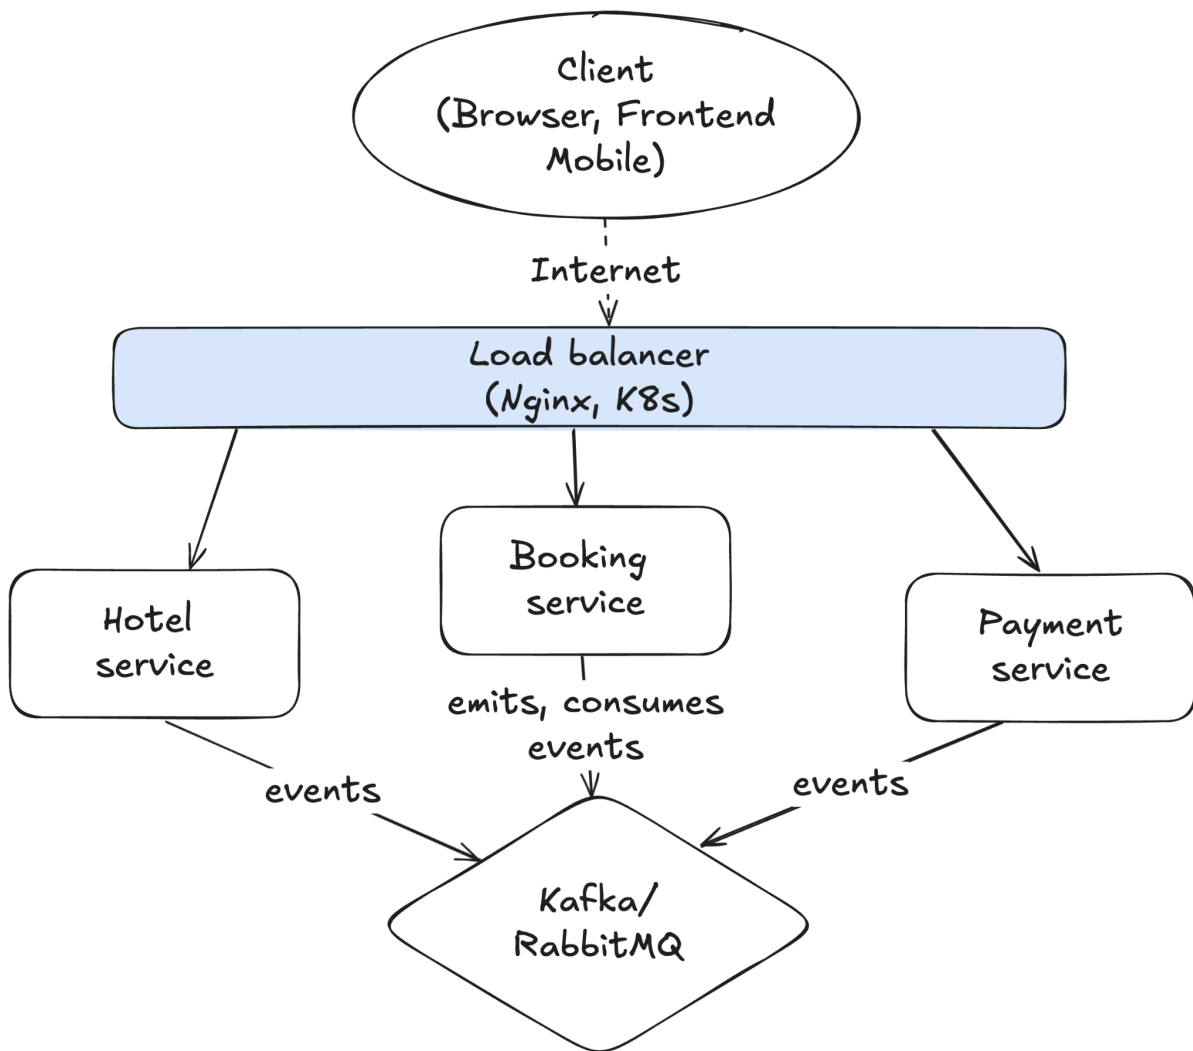 Client
(Browser, Frontend
Mobile)
Internet
Load balancer
(Nginx, K8s)
Hotel
service
Booking
service
Payment
service
emits, consumes
events
events
events
Kafka/
RabbitMQ